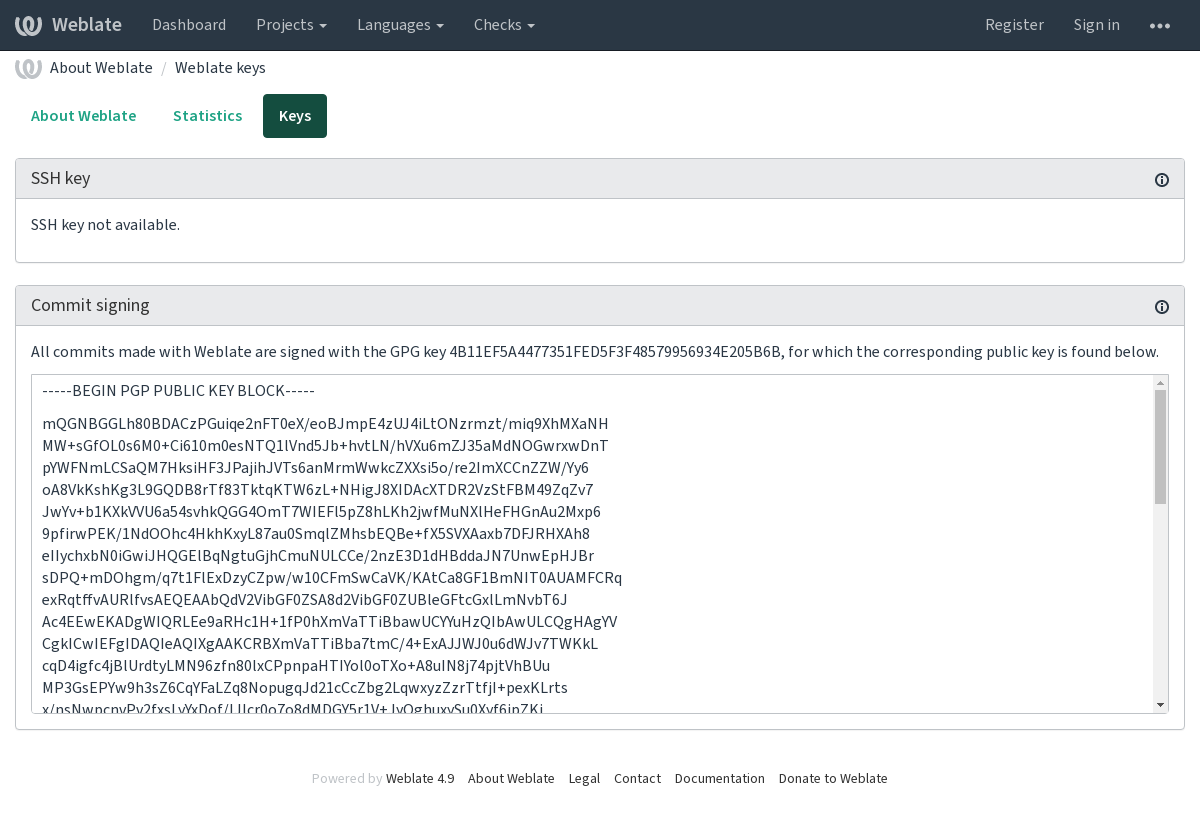 Weblate Dashboard Projects Languages Checks Register Sign in
About Weblate / Weblate keys
About Weblate Statistics Keys
SSH key
SSH key not available.
Commit signing
All commits made with Weblate are signed with the GPG key 4B11EF5A4477351FED5F3F48579956934E205B6B, for which the corresponding public key is found below.
-----BEGIN PGP PUBLIC KEY BLOCK-----
mQGNBGGLh80BDACzPGuiqe2nFT0eX/eoBJmpE4zUJ4iLtONzrmzt/miq9XhMXaNH
MW+sGfOL0s6M0+Ci610m0esNTQ1lVnd5Jb+hvtLN/hVXu6mZJ35aMdNOGwrxwDnT
pYWFNmLCSaQM7HksiHF3JPajihJVTs6anMrmWwkcZXXsi5o/re2ImXCCnZZW/Yy6
oA8VkKshKg3L9GQDB8rTf83TktqKTW6zL+NHigJ8XIDAcXTDR2VzStFBM49ZqZv7
JwYv+b1KXkVVU6a54svhkQGG4OmT7WIEFl5pZ8hLKh2jwfMuNXlHeFHGnAu2Mxp6
9pfirwPEK/1NdOOhc4HkhKxyL87au0SmqlZMhsbEQBe+fX5SVXAaxb7DFJRHXAh8
eIIychxbN0iGwiJHQGElBqNgtuGjhCmuNULCCe/2nzE3D1dHBddaJN7UnwEpHJBr
sDPQ+mDOhgm/q7t1FlExDzyCZpw/w10CFmSwCaVK/KAtCa8GF1BmNIT0AUAMFCRq
exRqtffvAURlfvsAEQEAAbQdV2VibGF0ZSA8d2VibGF0ZUBleGFtcGxlLmNvbT6J
Ac4EEwEKADgWIQRLEe9aRHc1H+1fP0hXmVaTTiBbawUCYYuHzQIbAwULCQgHAgYV
CgkICwIEFgIDAQIeAQIXgAAKCRBXmVaTTiBba7tmC/4+ExAJJWJ0u6dWJv7TWKkL
cqD4igfc4jBlUrdtyLMN96zfn80lxCPpnpaHTIYol0oTXo+A8uIN8j74pjtVhBUu
MP3GsEPYw9h3sZ6CqYFaLZq8NopugqJd21cCcZbg2LqwxyzZzrTtfjI+pexKLrts
Powered by Weblate 4.9 About Weblate Legal Contact Documentation Donate to Weblate